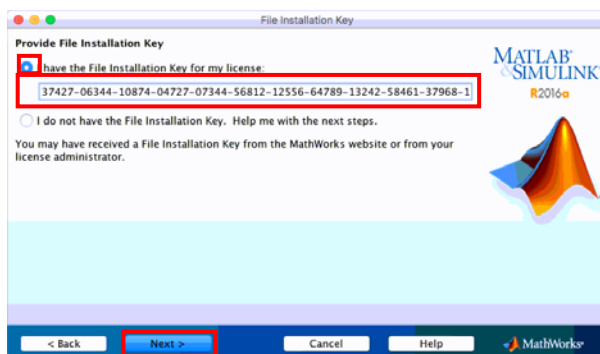 File Installation Key
Provide File Installation Key
have the File Installation Key for my license:
37427-06344-10874-04727-07344-56812-12556-64789-13242-58461-37968-1
I do not have the File Installation Key. Help me with the next steps.
You may have received a File Installation Key from the MathWorks website or from your
license administrator.
MATLAB
&SIMULINK
R2016a
< Back
Next >
Cancel
Help
MathWorks